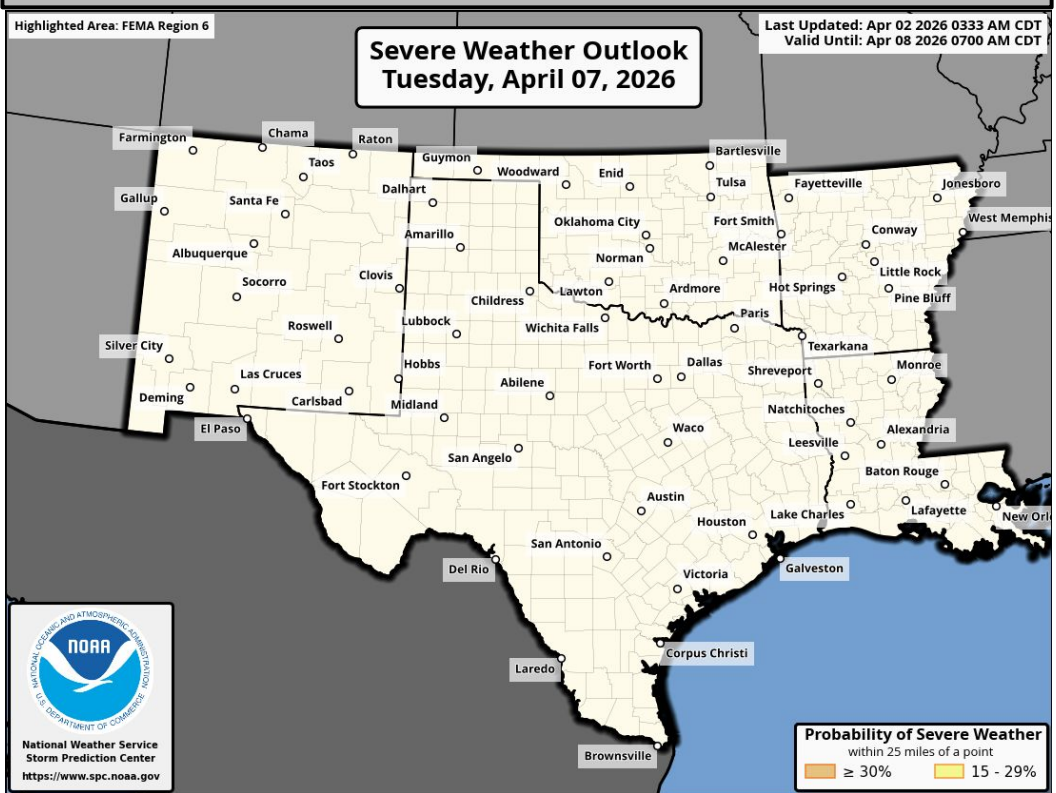 Highlighted Area: FEMA Region 6
Last Updated: Apr 02 2026 0333 AM CDT
Valid Until: Apr 08 2026 0700 AM CDT
Severe Weather Outlook
Tuesday, April 07, 2026
Farmington
Chama
Raton
Taos
Guymon
Woodward
Enid
Bartlesville
Tulsa
Fayetteville
Jonesboro
Gallup
Santa Fe
Dalhart
Oklahoma City
Fort Smith
West Memphis
Albuquerque
Amarillo
Norman
McAlester
Conway
Socorro
Clovis
Childress
Lawton
Ardmore
Hot Springs
Little Rock
Pine Bluff
Roswell
Lubbock
Wichita Falls
Paris
Texarkana
Silver City
Las Cruces
Hobbs
Fort Worth
Dallas
Shreveport
Monroe
Deming
Carlsbad
Midland
Abilene
Natchitoches
El Paso
Waco
Leesville
Alexandria
San Angelo
Fort Stockton
Baton Rouge
Austin
Houston
Lake Charles
Lafayette
New Orl
San Antonio
Del Rio
Victoria
Galveston
Laredo
Corpus Christi
Brownsville
NATIONAL OCEANIC AND ATMOSPHERIC ADMINISTRATION
NOAA
U.S. DEPARTMENT OF COMMERCE
National Weather Service
Storm Prediction Center
https://www.spc.noaa.gov
Probability of Severe Weather
within 25 miles of a point
≥ 30%
15 - 29%